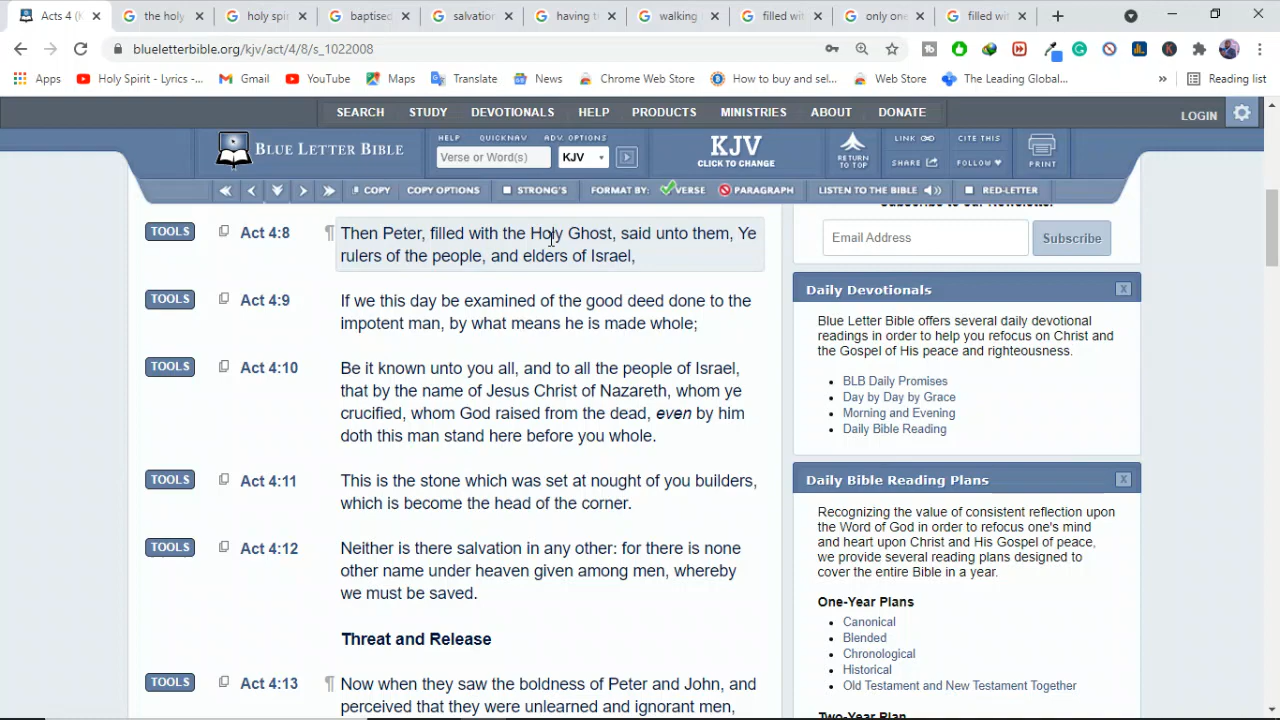 Acts 4 (
the holy
holy spi
baptised
salvation
having t
walking
filled wit
only one
filled wi
blueletterbible.org/kjv/act/4/8/s_1022008
Apps
Holy Spirit - Lyrics -...
Gmail
YouTube
Maps
Translate
News
Chrome Web Store
How to buy and sel...
Web Store
The Leading Global...
»
Reading list
SEARCH STUDY DEVOTIONALS HELP PRODUCTS MINISTRIES ABOUT DONATE
LOGIN
BLUE LETTER BIBLE
HELP QUICKNAV ADV. OPTIONS
Verse or Word(s)
KJV
KJV
CLICK TO CHANGE
RETURN
TO TOP
LINK
CITE THIS
SHARE
FOLLOW
PRINT
COPY COPY OPTIONS STRONG'S FORMAT BY: VERSE PARAGRAPH LISTEN TO THE BIBLE RED-LETTER
TOOLS Act 4:8 ¶ Then Peter, filled with the Holy Ghost, said unto them, Ye
rulers of the people, and elders of Israel,
TOOLS Act 4:9 If we this day be examined of the good deed done to the
impotent man, by what means he is made whole;
TOOLS Act 4:10 Be it known unto you all, and to all the people of Israel,
that by the name of Jesus Christ of Nazareth, whom ye
crucified, whom God raised from the dead, even by him
doth this man stand here before you whole.
TOOLS Act 4:11 This is the stone which was set at nought of you builders,
which is become the head of the corner.
TOOLS Act 4:12 Neither is there salvation in any other: for there is none
other name under heaven given among men, whereby
we must be saved.
Threat and Release
TOOLS Act 4:13 ¶ Now when they saw the boldness of Peter and John, and
perceived that they were unlearned and ignorant men,
Subscribe to our Newsletter.
Email Address
Subscribe
Daily Devotionals X
Blue Letter Bible offers several daily devotional
readings in order to help you refocus on Christ and
the Gospel of His peace and righteousness.
BLB Daily Promises
Day by Day by Grace
Morning and Evening
Daily Bible Reading
Daily Bible Reading Plans X
Recognizing the value of consistent reflection upon
the Word of God in order to refocus one's mind
and heart upon Christ and His Gospel of peace,
we provide several reading plans designed to
cover the entire Bible in a year.
One-Year Plans
Canonical
Blended
Chronological
Historical
Old Testament and New Testament Together
Two-Year Plan